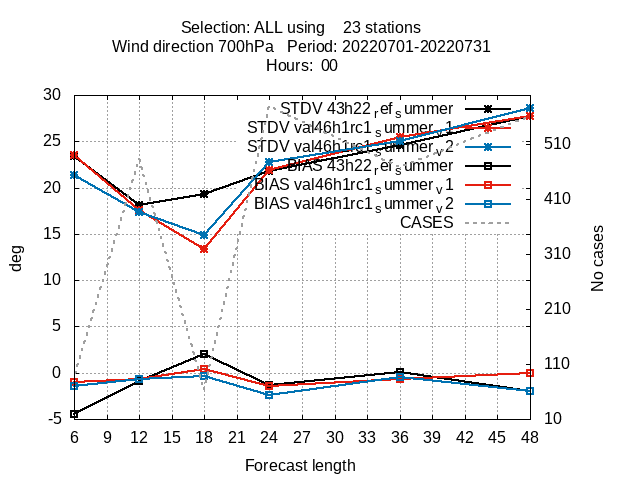 Selection: ALL using 23 stations
Wind direction 700hPa Period: 20220701-20220731
Hours: 00
30
25
20
15
10
5
0
-5
deg
STDV 43h22_ref_summer
STDV val46h1rc1_summer_v1
STDV val46h1rc1_summer_v2
BIAS 43h22_ref_summer
BIAS val46h1rc1_summer_v1
BIAS val46h1rc1_summer_v2
CASES
510
410
310
210
110
10
No cases
6 9 12 15 18 21 24 27 30 33 36 39 42 45 48
Forecast length